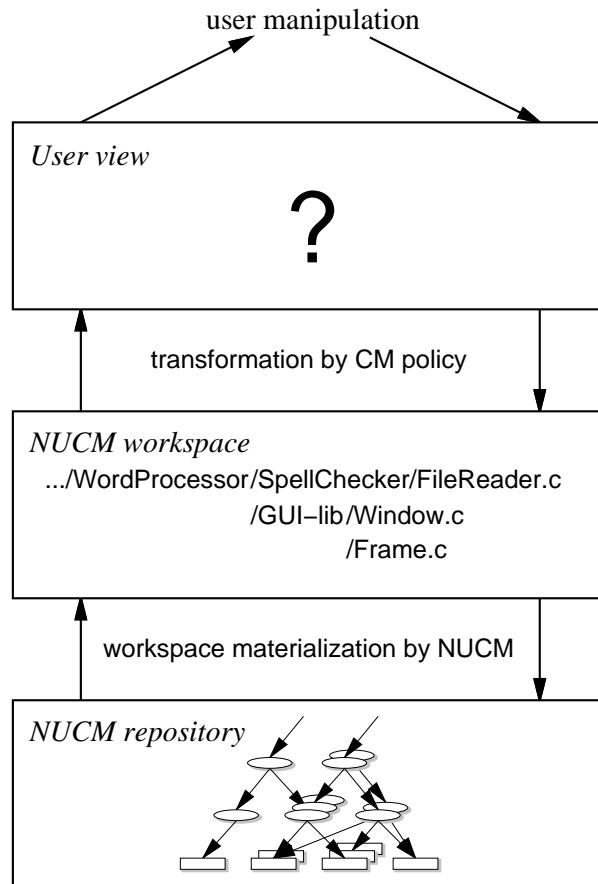 user manipulation
User view
?
transformation by CM policy
NUCM workspace
.../WordProcessor/SpellChecker/FileReader.c
/GUI−lib/Window.c
/Frame.c
workspace materialization by NUCM
NUCM repository